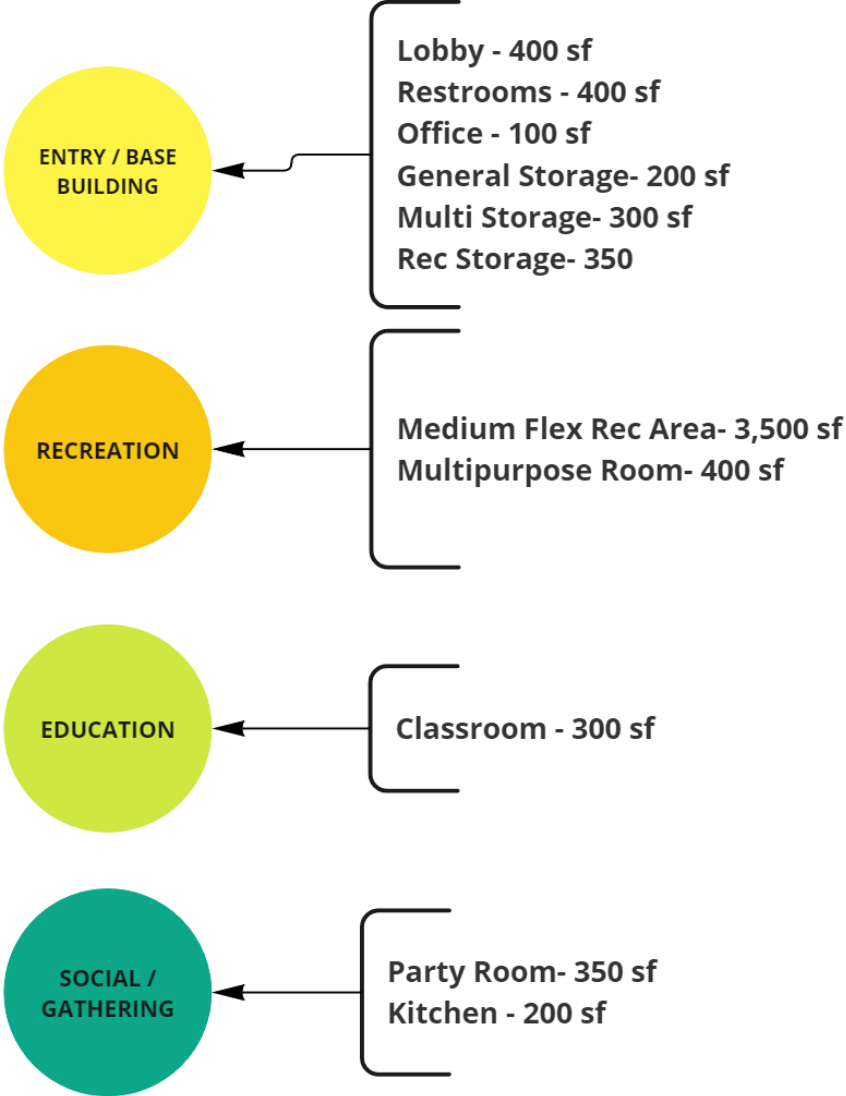 ENTRY / BASE
BUILDING
Lobby - 400 sf
Restrooms - 400 sf
Office - 100 sf
General Storage- 200 sf
Multi Storage- 300 sf
Rec Storage- 350
RECREATION
Medium Flex Rec Area- 3,500 sf
Multipurpose Room- 400 sf
EDUCATION
Classroom - 300 sf
SOCIAL /
GATHERING
Party Room- 350 sf
Kitchen - 200 sf